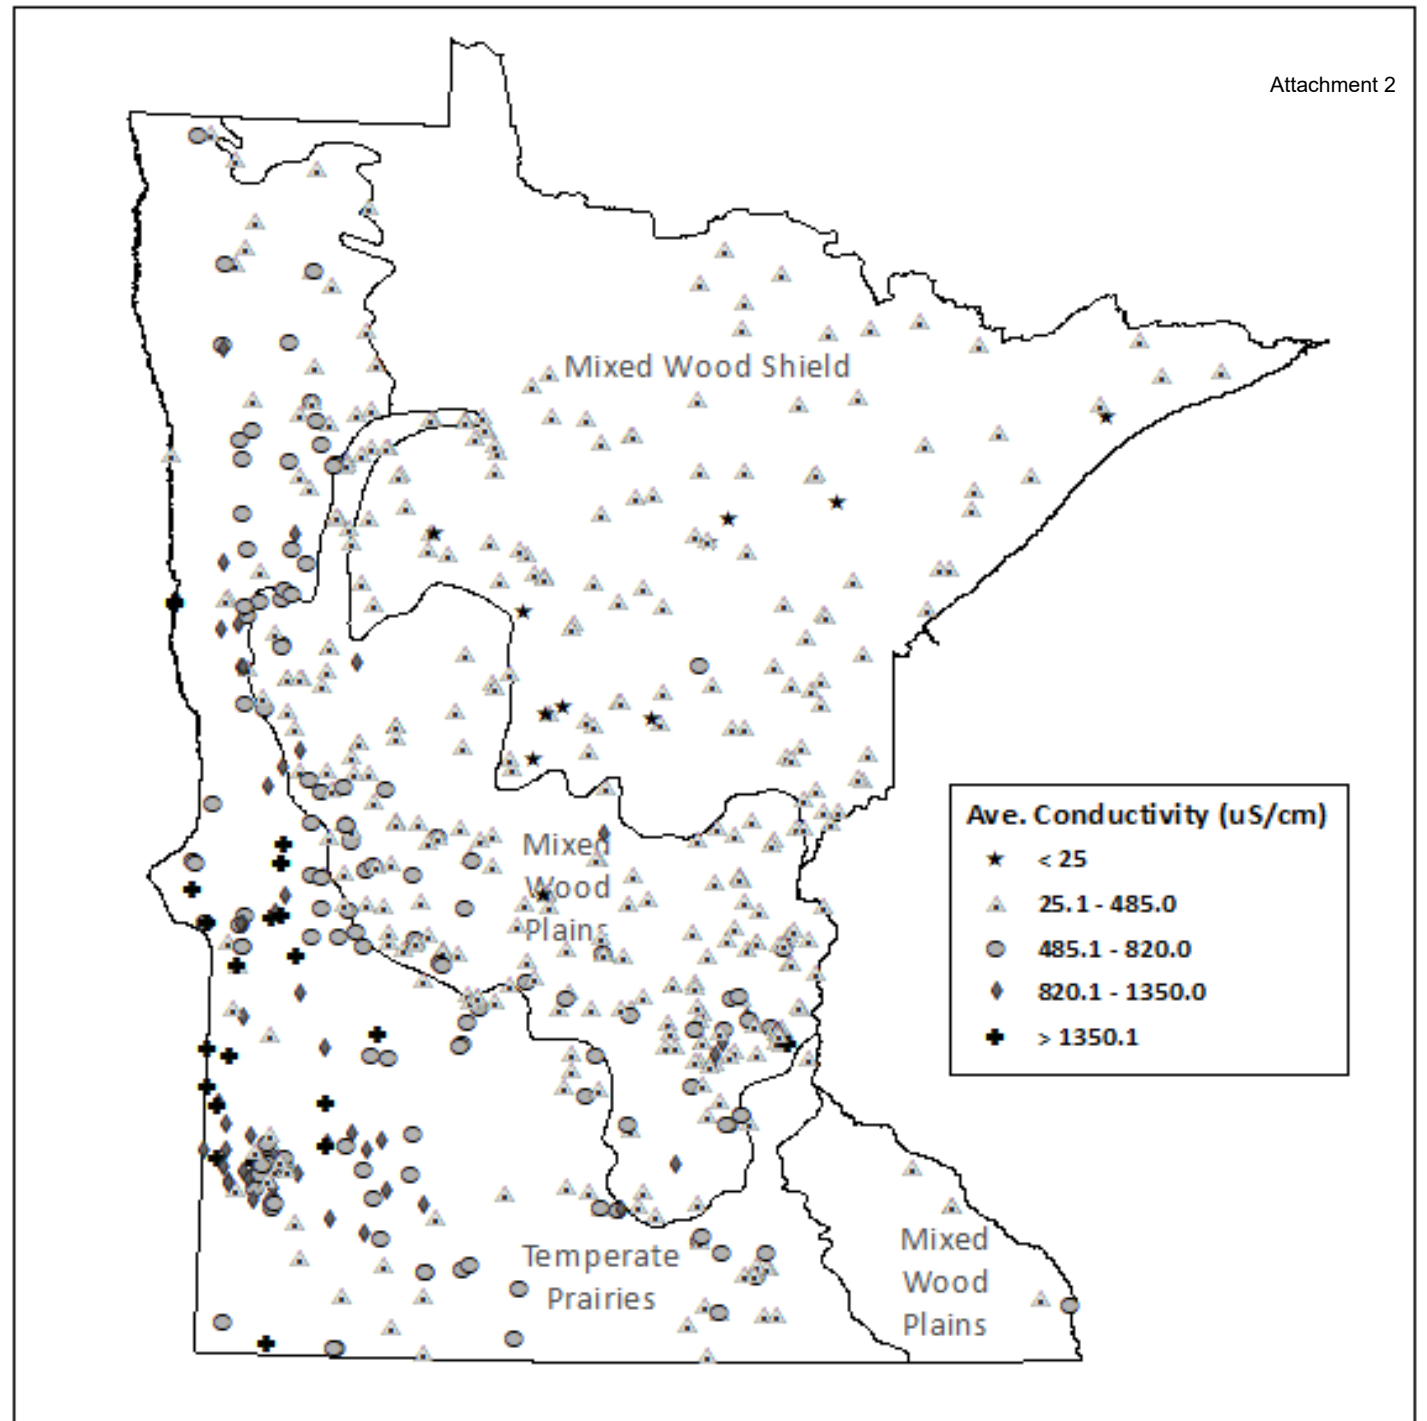 Attachment 2
Mixed Wood Shield
Ave. Conductivity (uS/cm)
< 25
25.1 - 485.0
485.1 - 820.0
820.1 - 1350.0
> 1350.1
Mixed
Wood
Plains
Temperate
Prairies
Mixed
Wood
Plains